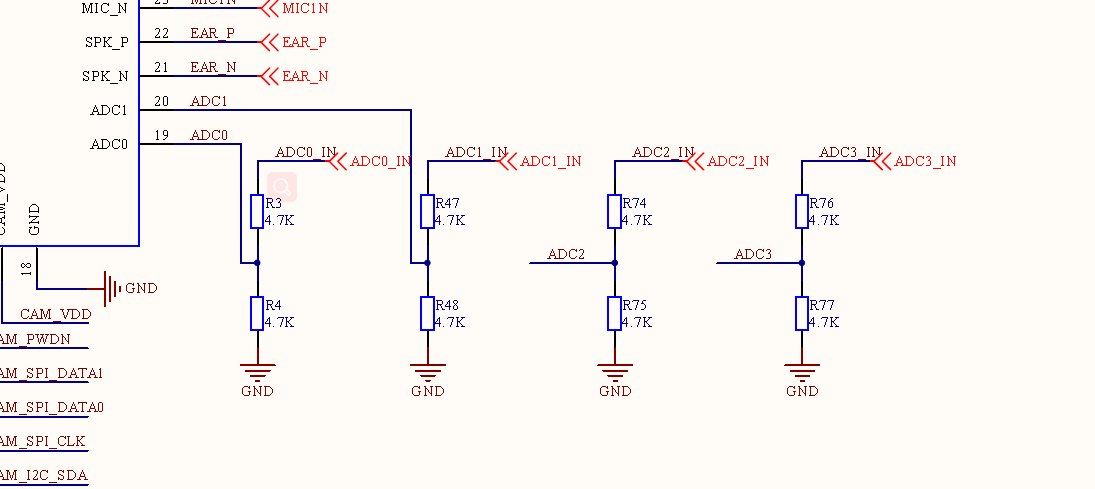 MIC_N
MIC1N
SPK_P 22 EAR_P EAR_P
SPK_N 21 EAR_N EAR_N
ADC1 20 ADC1
ADC0 19 ADC0
ADC0_IN ADC0_IN
ADC1_IN ADC1_IN
ADC2_IN ADC2_IN
ADC3_IN ADC3_IN
R3
4.7K
R47
4.7K
R74
4.7K
R76
4.7K
GND
18
GND
ADC2
ADC3
R4
4.7K
R48
4.7K
R75
4.7K
R77
4.7K
GND
GND
GND
GND
CAM_VDD
AM_PWDN
AM_SPI_DATA1
AM_SPI_DATA0
AM_SPI_CLK
AM_I2C_SDA